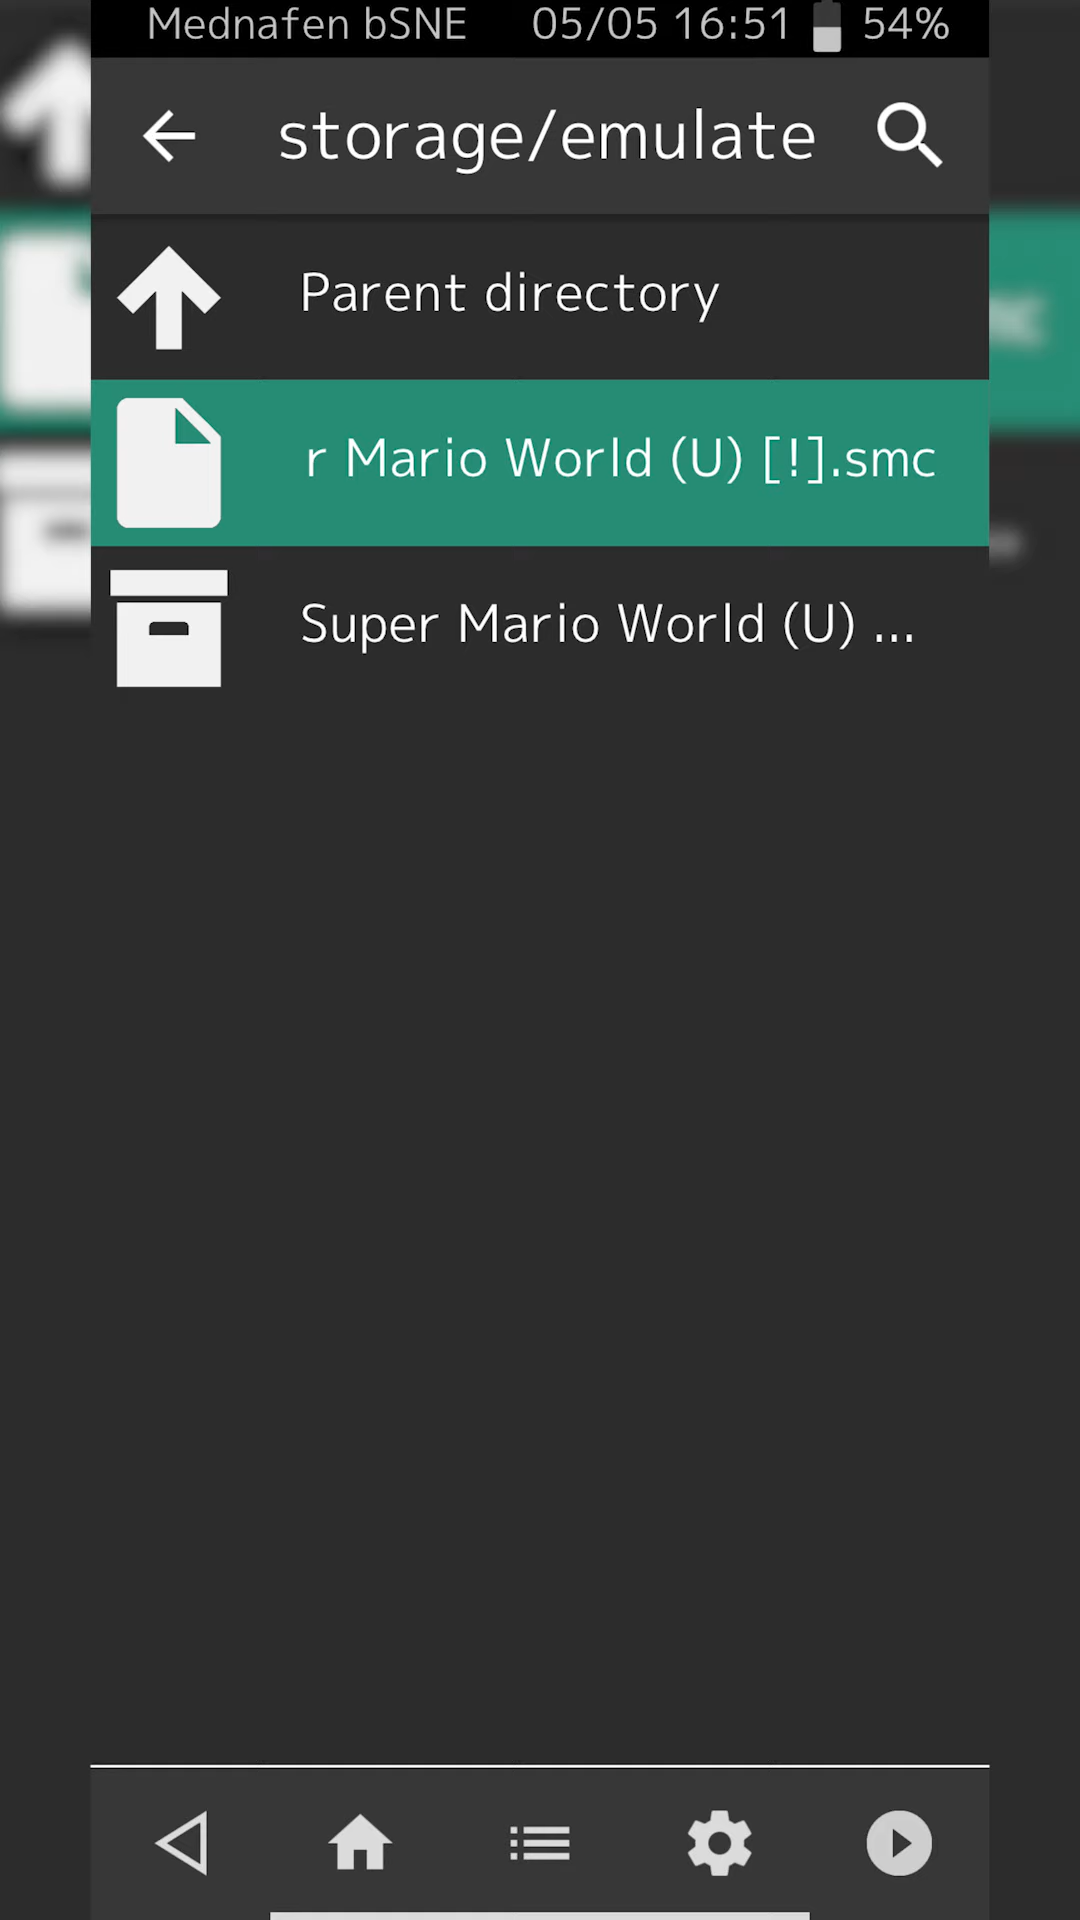 Mednafen bSNE 05/05 16:51 54%
storage/emulate
Parent directory
r Mario World (U) [!].smc
Super Mario World (U) ...